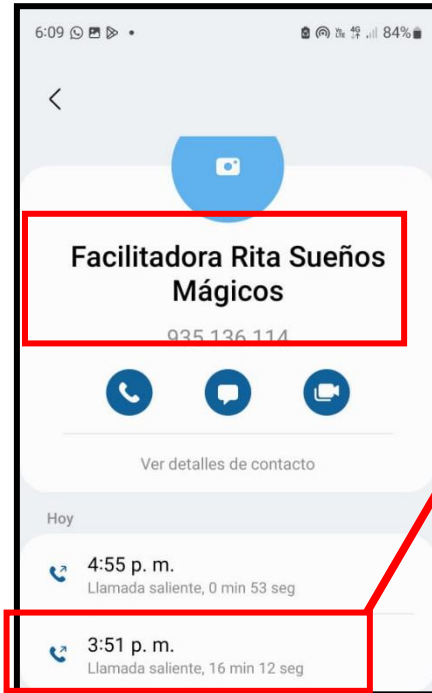 6:09
4G 84%
Facilitadora Rita Sueños
Mágicos
935 136 114
Ver detalles de contacto
Hoy
4:55 p. m.
Llamada saliente, 0 min 53 seg
3:51 p. m.
Llamada saliente, 16 min 12 seg